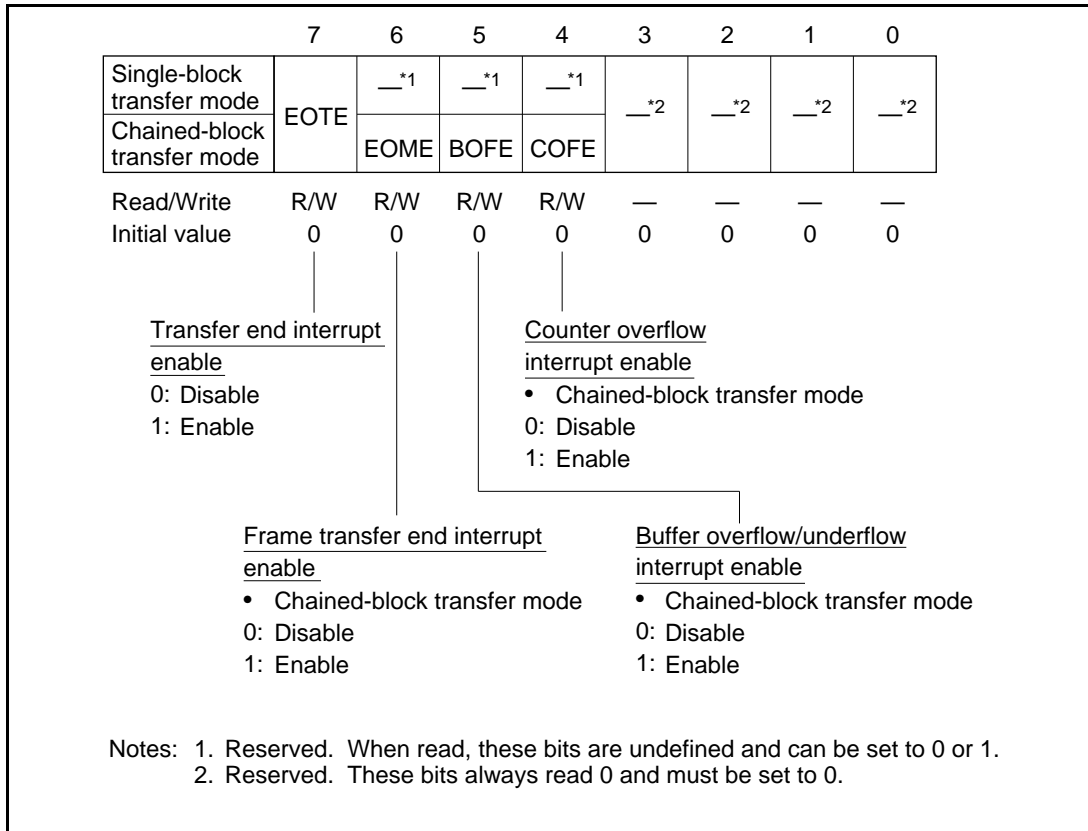 7 6 5 4 3 2 1 0
Single-block
transfer mode
EOTE
—*1 —*1 —*1
—*2 —*2 —*2 —*2
Chained-block
transfer mode
EOME BOFE COFE
Read/Write R/W R/W R/W R/W — — — —
Initial value 0 0 0 0 0 0 0 0
Transfer end interrupt
enable
0: Disable
1: Enable
Counter overflow
interrupt enable
• Chained-block transfer mode
0: Disable
1: Enable
Frame transfer end interrupt
enable
• Chained-block transfer mode
0: Disable
1: Enable
Buffer overflow/underflow
interrupt enable
• Chained-block transfer mode
0: Disable
1: Enable
Notes: 1. Reserved. When read, these bits are undefined and can be set to 0 or 1.
2. Reserved. These bits always read 0 and must be set to 0.